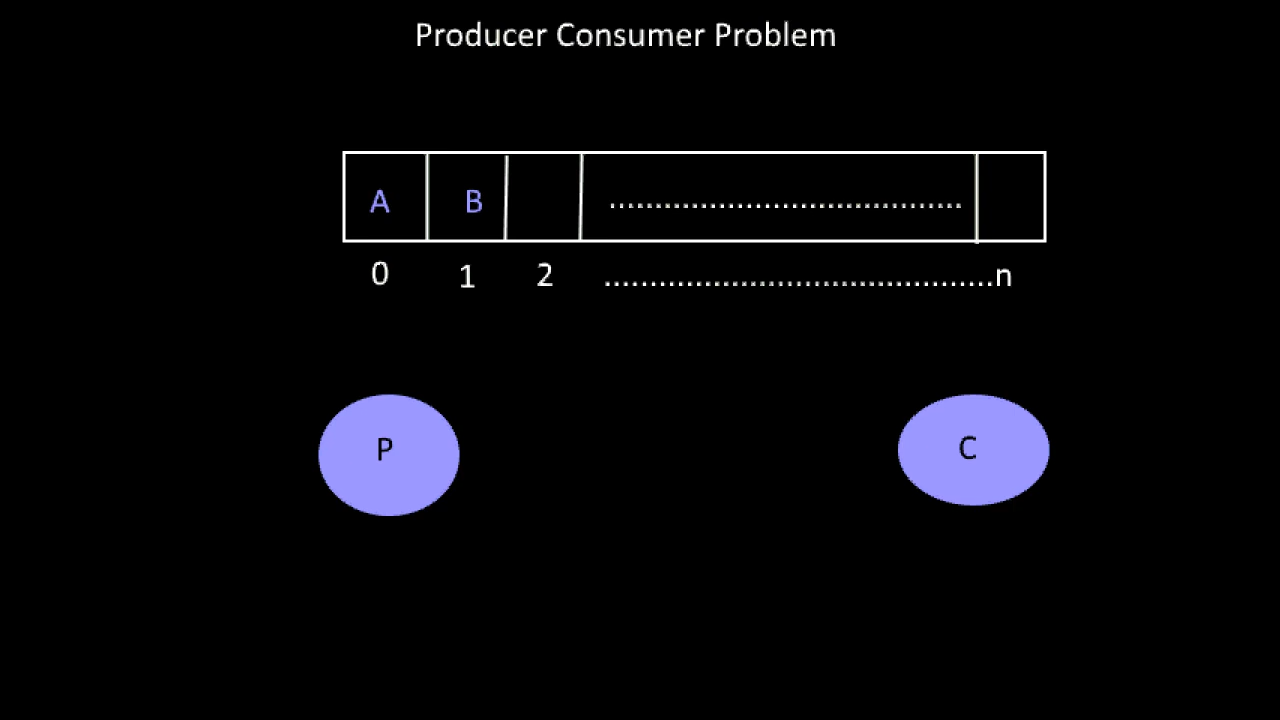 Producer Consumer Problem
A B ....................................
0 1 2 ........................................n
P C